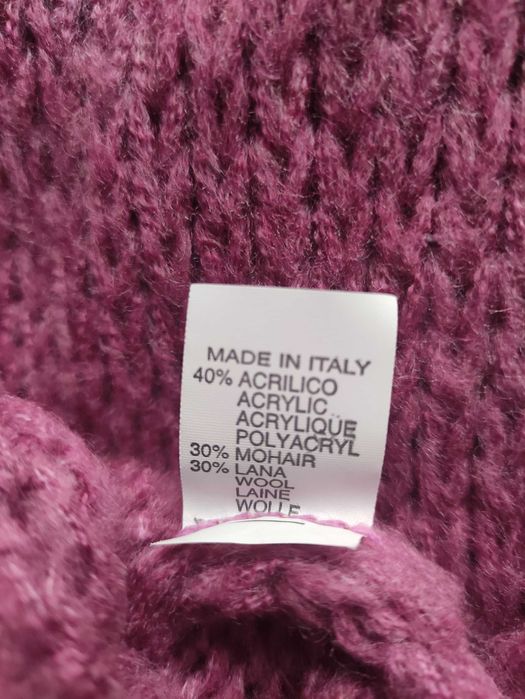 MADE IN ITALY
40% ACRILICO
ACRYLIC
ACRYLIQUE
POLYACRYL
30% MOHAIR
30% LANA
WOOL
LAINE
WOLLE